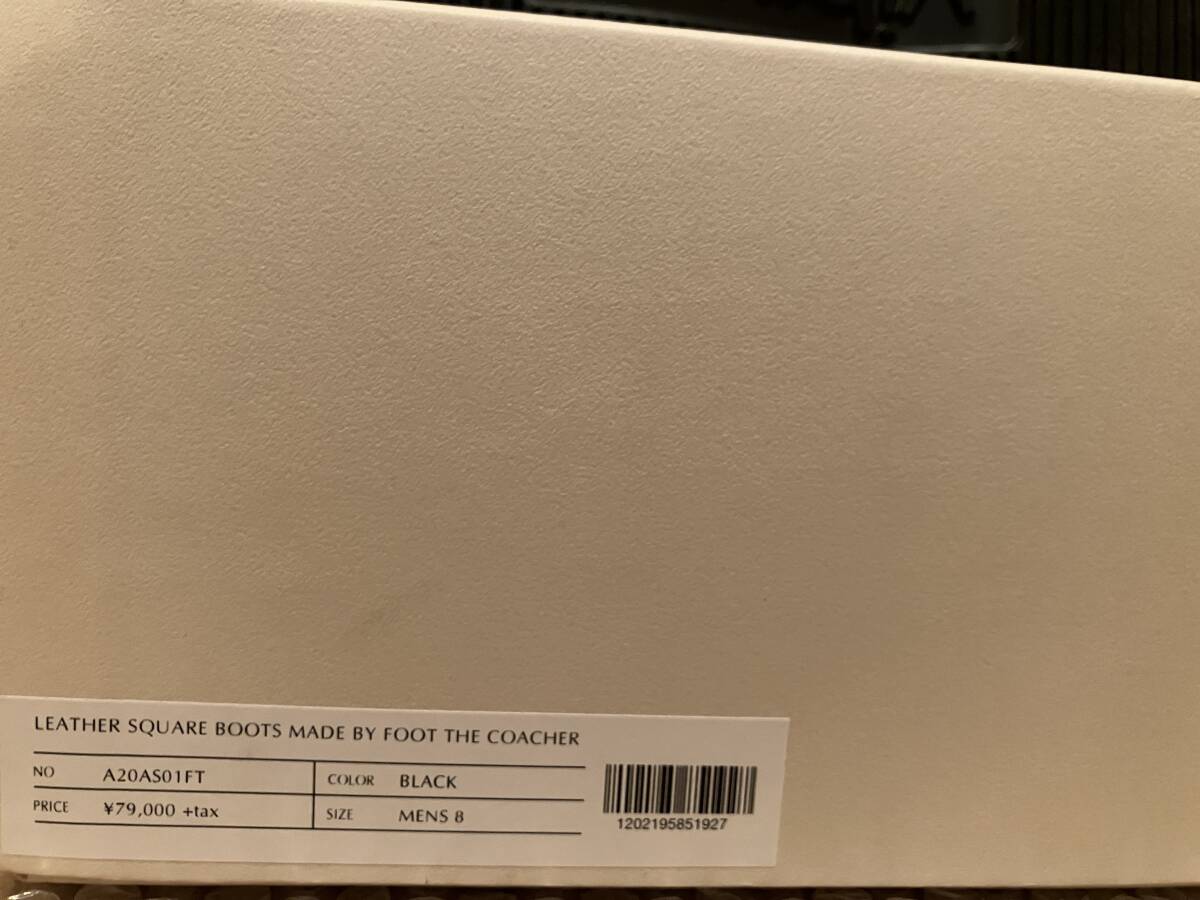 LEATHER SQUARE BOOTS MADE BY FOOT THE COACHER
NO A20AS01FT COLOR BLACK
PRICE ¥79,000 +tax SIZE MENS 8
1202195851927